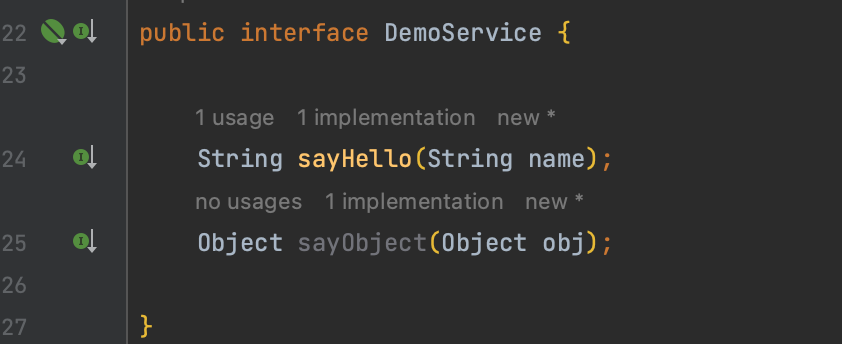 22 public interface DemoService {
23
1 usage 1 implementation new *
24 String sayHello(String name);
no usages 1 implementation new *
25 Object sayObject(Object obj);
26
27 }